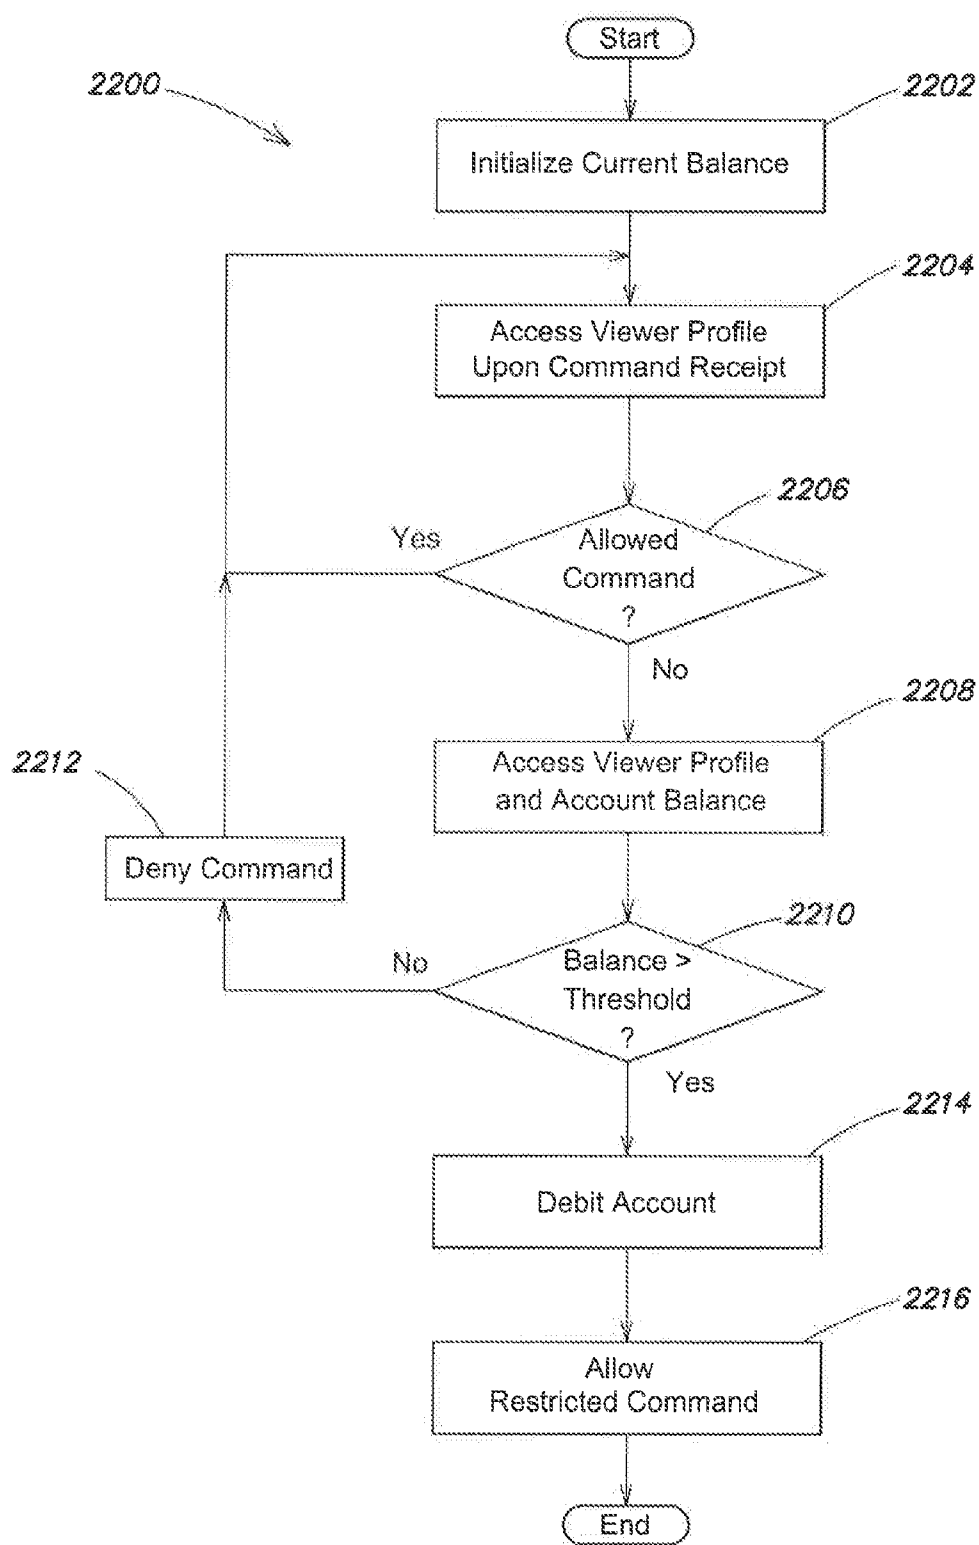 Start
2200
2202
Initialize Current Balance
2204
Access Viewer Profile
Upon Command Receipt
2206
Yes
Allowed
Command
?
No
2208
Access Viewer Profile
and Account Balance
2212
Deny Command
2210
No
Balance >
Threshold
?
Yes
2214
Debit Account
2216
Allow
Restricted Command
End